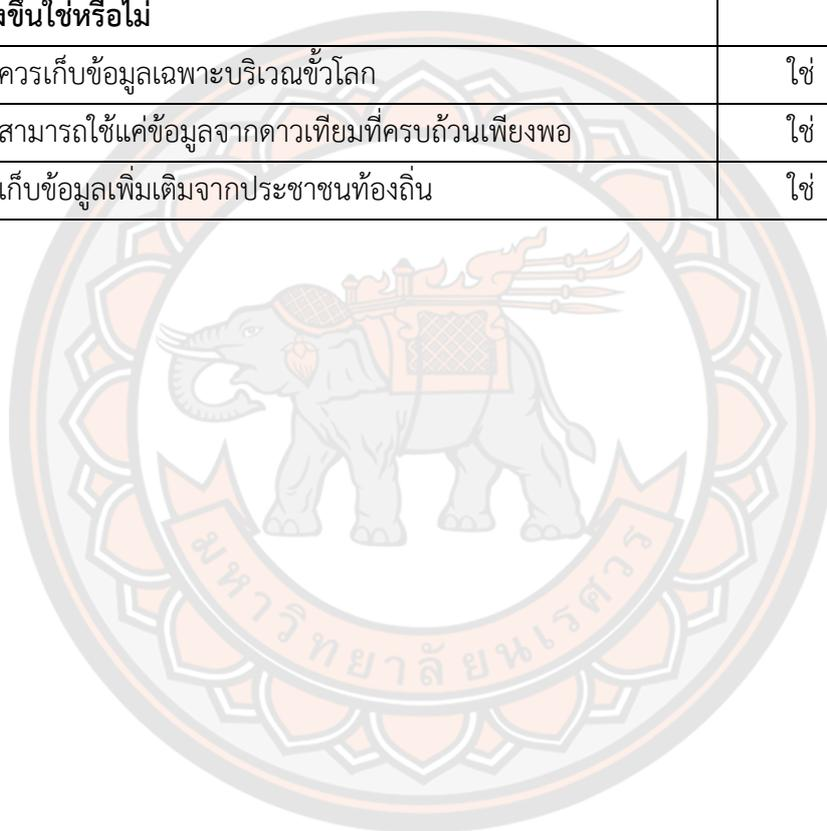 งขึ้นใช่หรือไม่
ควรเก็บข้อมูลเฉพาะบริเวณขั้วโลก ใช่
สามารถใช้แค่ข้อมูลจากดาวเทียมที่ครบถ้วนเพียงพอ ใช่
เก็บข้อมูลเพิ่มเติมจากประชาชนท้องถิ่น ใช่
มหาวิทยาลัยนเรศวร